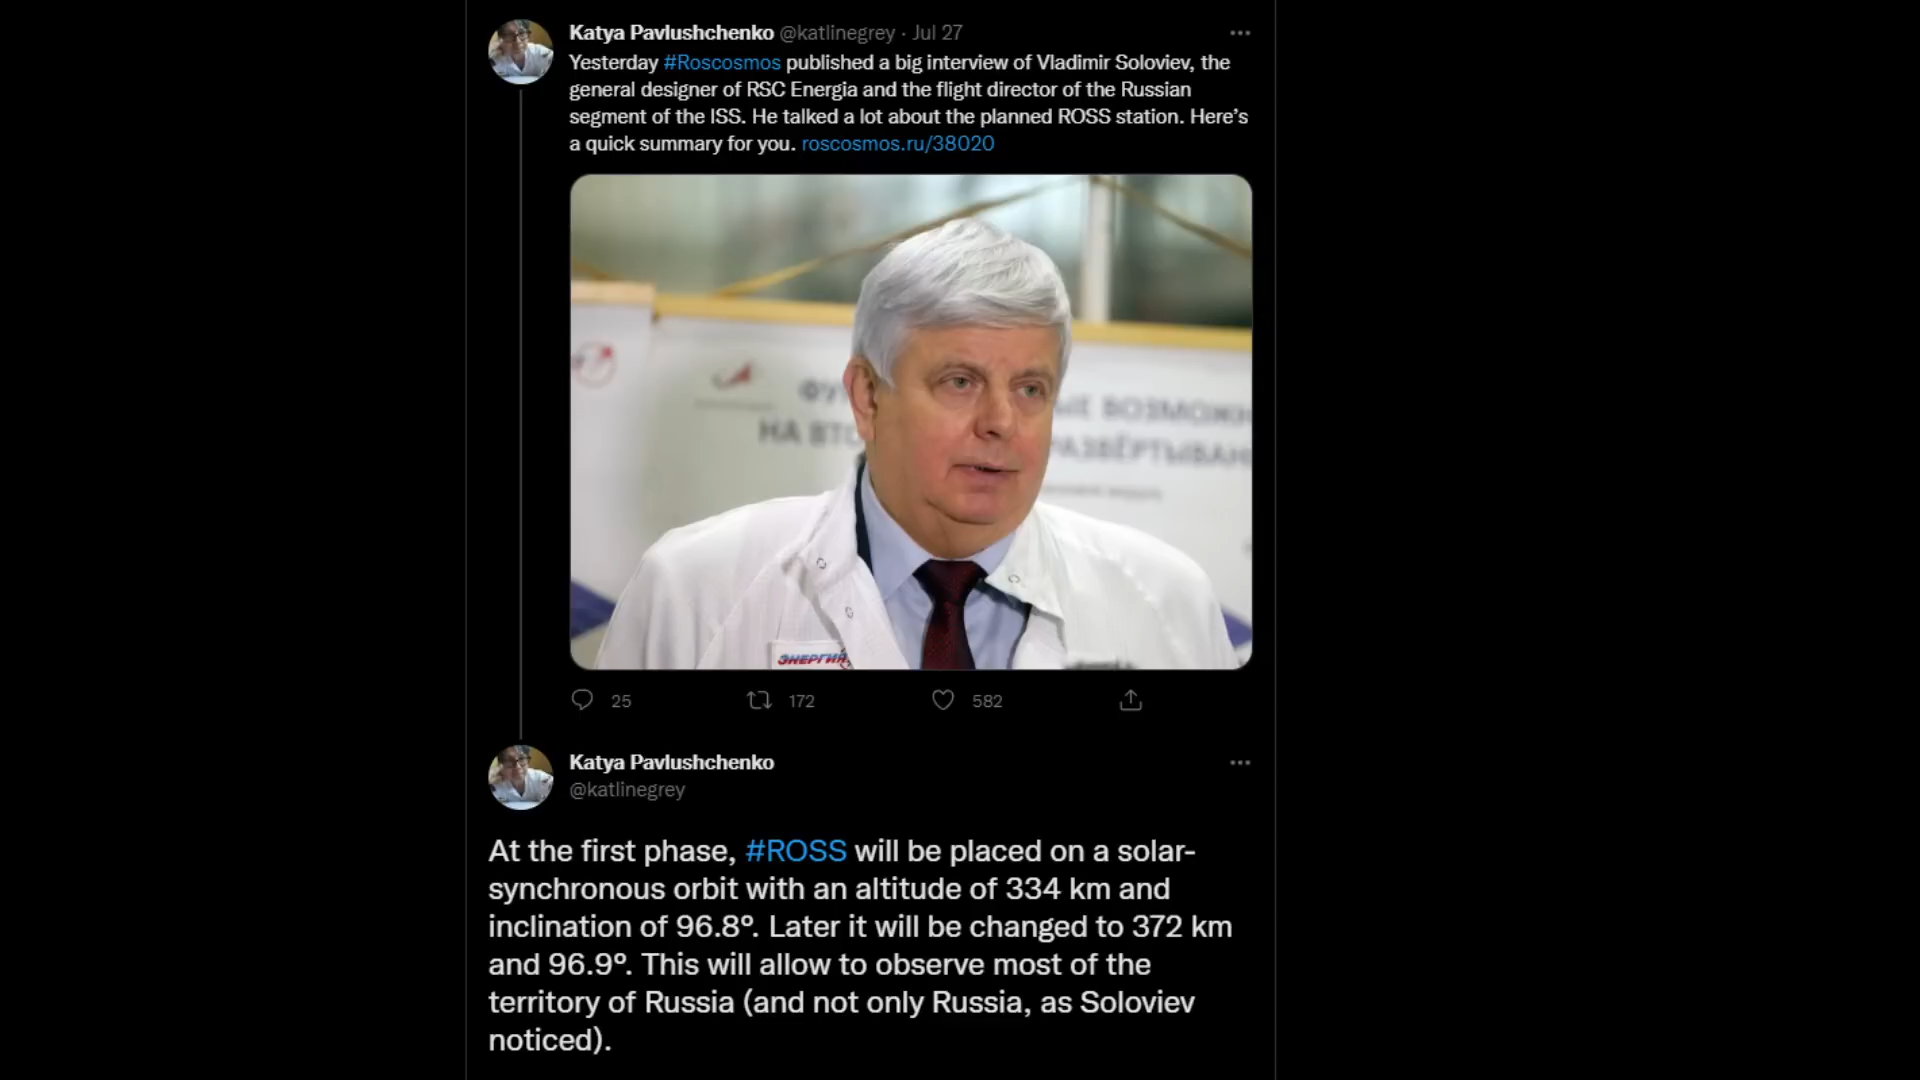 Katya Pavlushchenko @katlinegrey · Jul 27
Yesterday #Roscosmos published a big interview of Vladimir Soloviev, the
general designer of RSC Energia and the flight director of the Russian
segment of the ISS. He talked a lot about the planned ROSS station. Here’s
a quick summary for you. roscosmos.ru/38020
НА
ЭНЕРГИЯ
25 172 582
Katya Pavlushchenko
@katlinegrey
At the first phase, #ROSS will be placed on a solar-
synchronous orbit with an altitude of 334 km and
inclination of 96.8º. Later it will be changed to 372 km
and 96.9º. This will allow to observe most of the
territory of Russia (and not only Russia, as Soloviev
noticed).